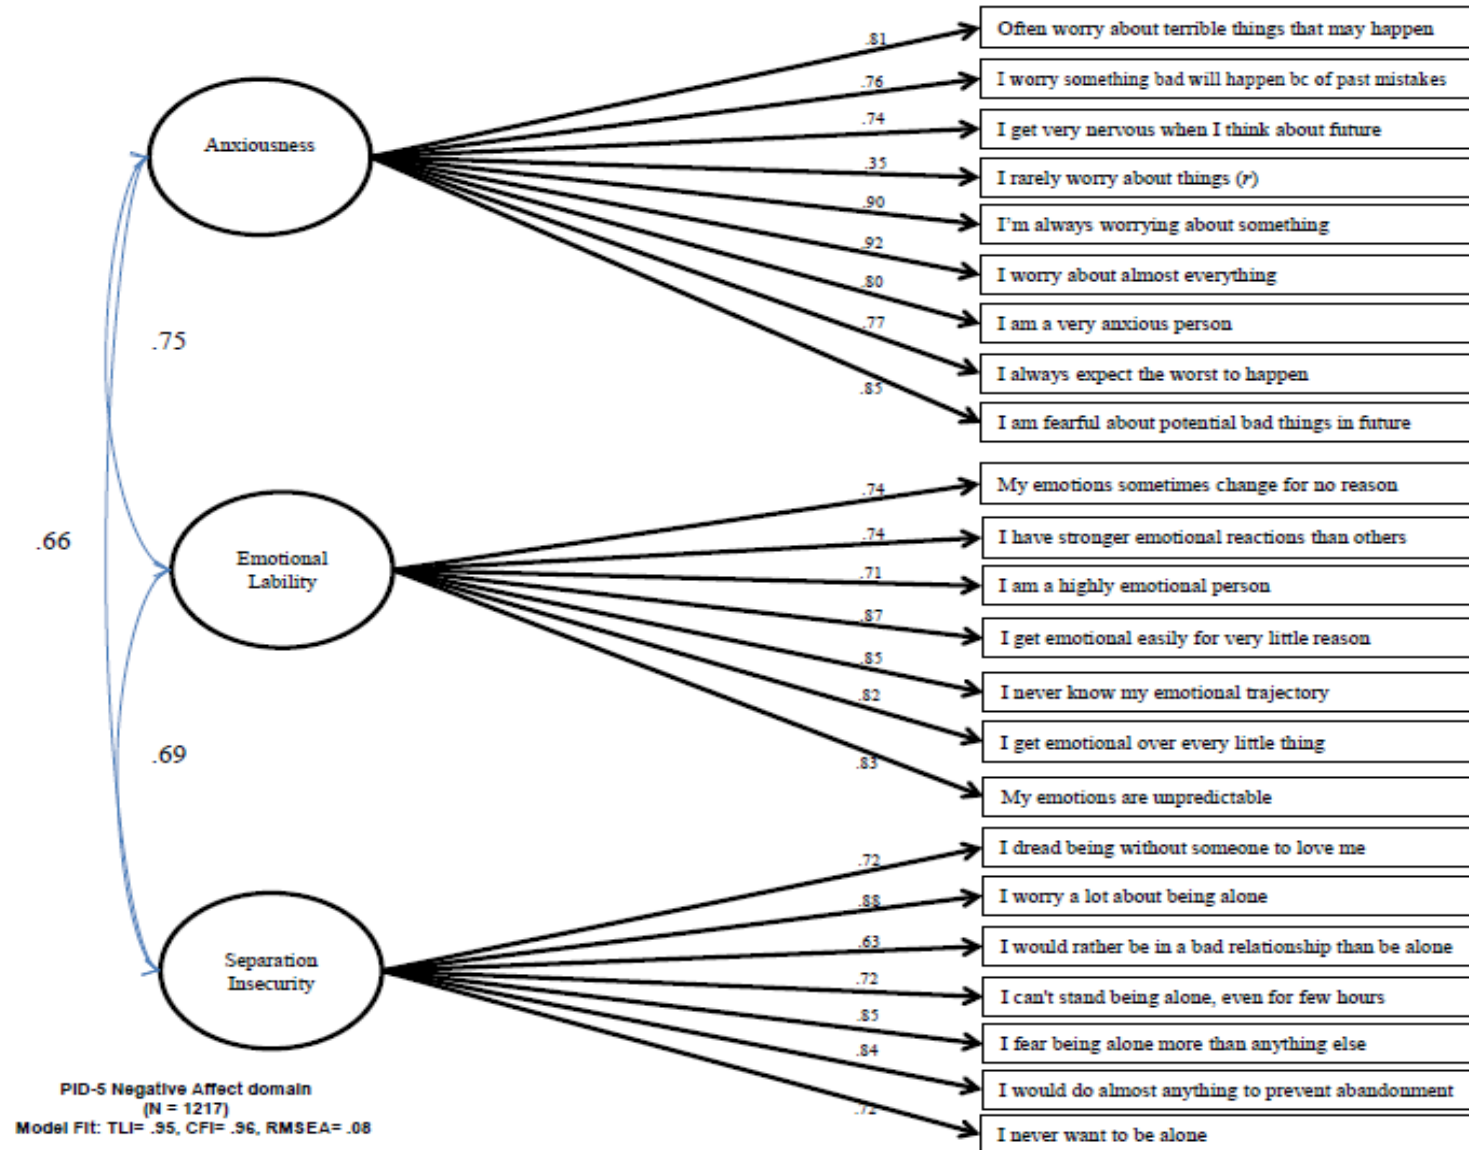 Often worry about terrible things that may happen
.81
I worry something bad will happen bc of past mistakes
.76
I get very nervous when I think about future
.74
Anxiousness
I rarely worry about things (r)
.35
I'm always worrying about something
.90
I worry about almost everything
.92
I am a very anxious person
.80
I always expect the worst to happen
.77
I am fearful about potential bad things in future
.85
.75
My emotions sometimes change for no reason
.74
I have stronger emotional reactions than others
.74
.66
Emotional
Lability
I am a highly emotional person
.71
I get emotional easily for very little reason
.87
I never know my emotional trajectory
.85
I get emotional over every little thing
.82
My emotions are unpredictable
.83
.69
I dread being without someone to love me
.72
I worry a lot about being alone
.88
I would rather be in a bad relationship than be alone
.63
Separation
Insecurity
I can't stand being alone, even for few hours
.72
I fear being alone more than anything else
.85
I would do almost anything to prevent abandonment
.84
I never want to be alone
.72
PID-5 Negative Affect domain
(N = 1217)
Model Fit: TLI= .95, CFI= .96, RMSEA= .08